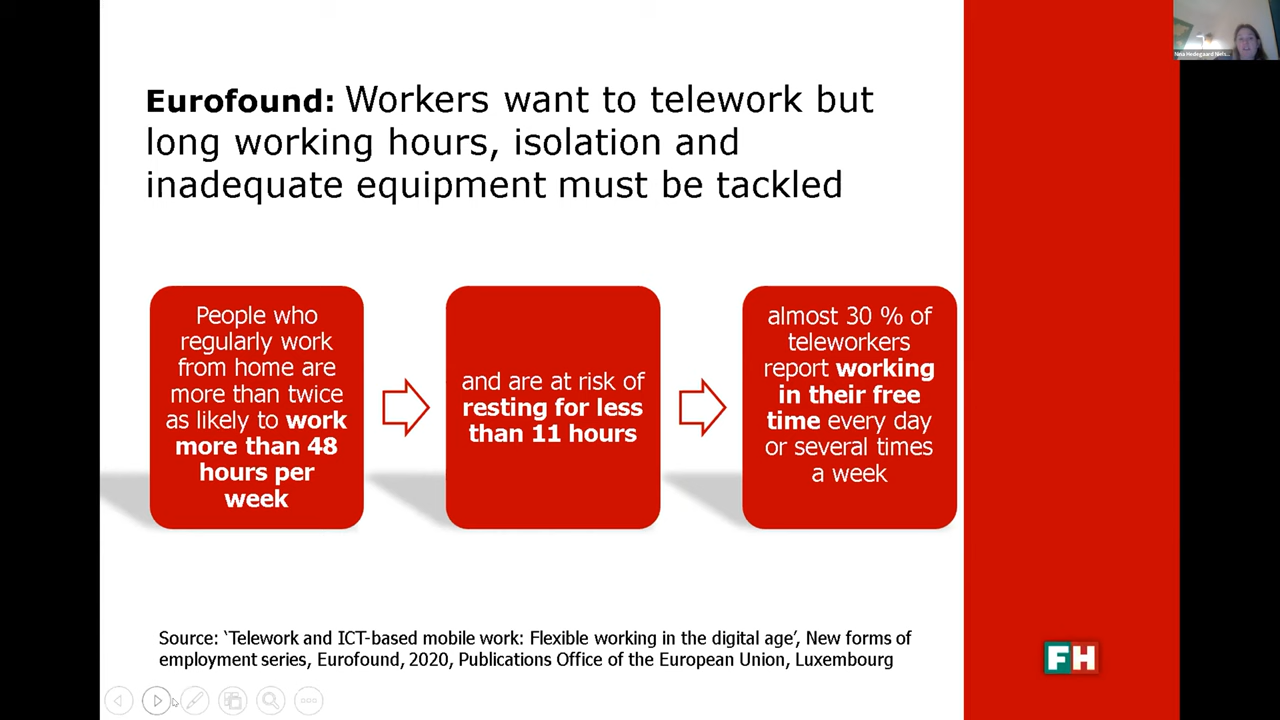 Eurofound: Workers want to telework but
long working hours, isolation and
inadequate equipment must be tackled
People who
regularly work
from home are
more than twice
as likely to work
more than 48
hours per
week
and are at risk of
resting for less
than 11 hours
almost 30 % of
teleworkers
report working
in their free
time every day
or several times
a week
Source: ‘Telework and ICT-based mobile work: Flexible working in the digital age’, New forms of
employment series, Eurofound, 2020, Publications Office of the European Union, Luxembourg
FH
Nina Hedegaard Niels...